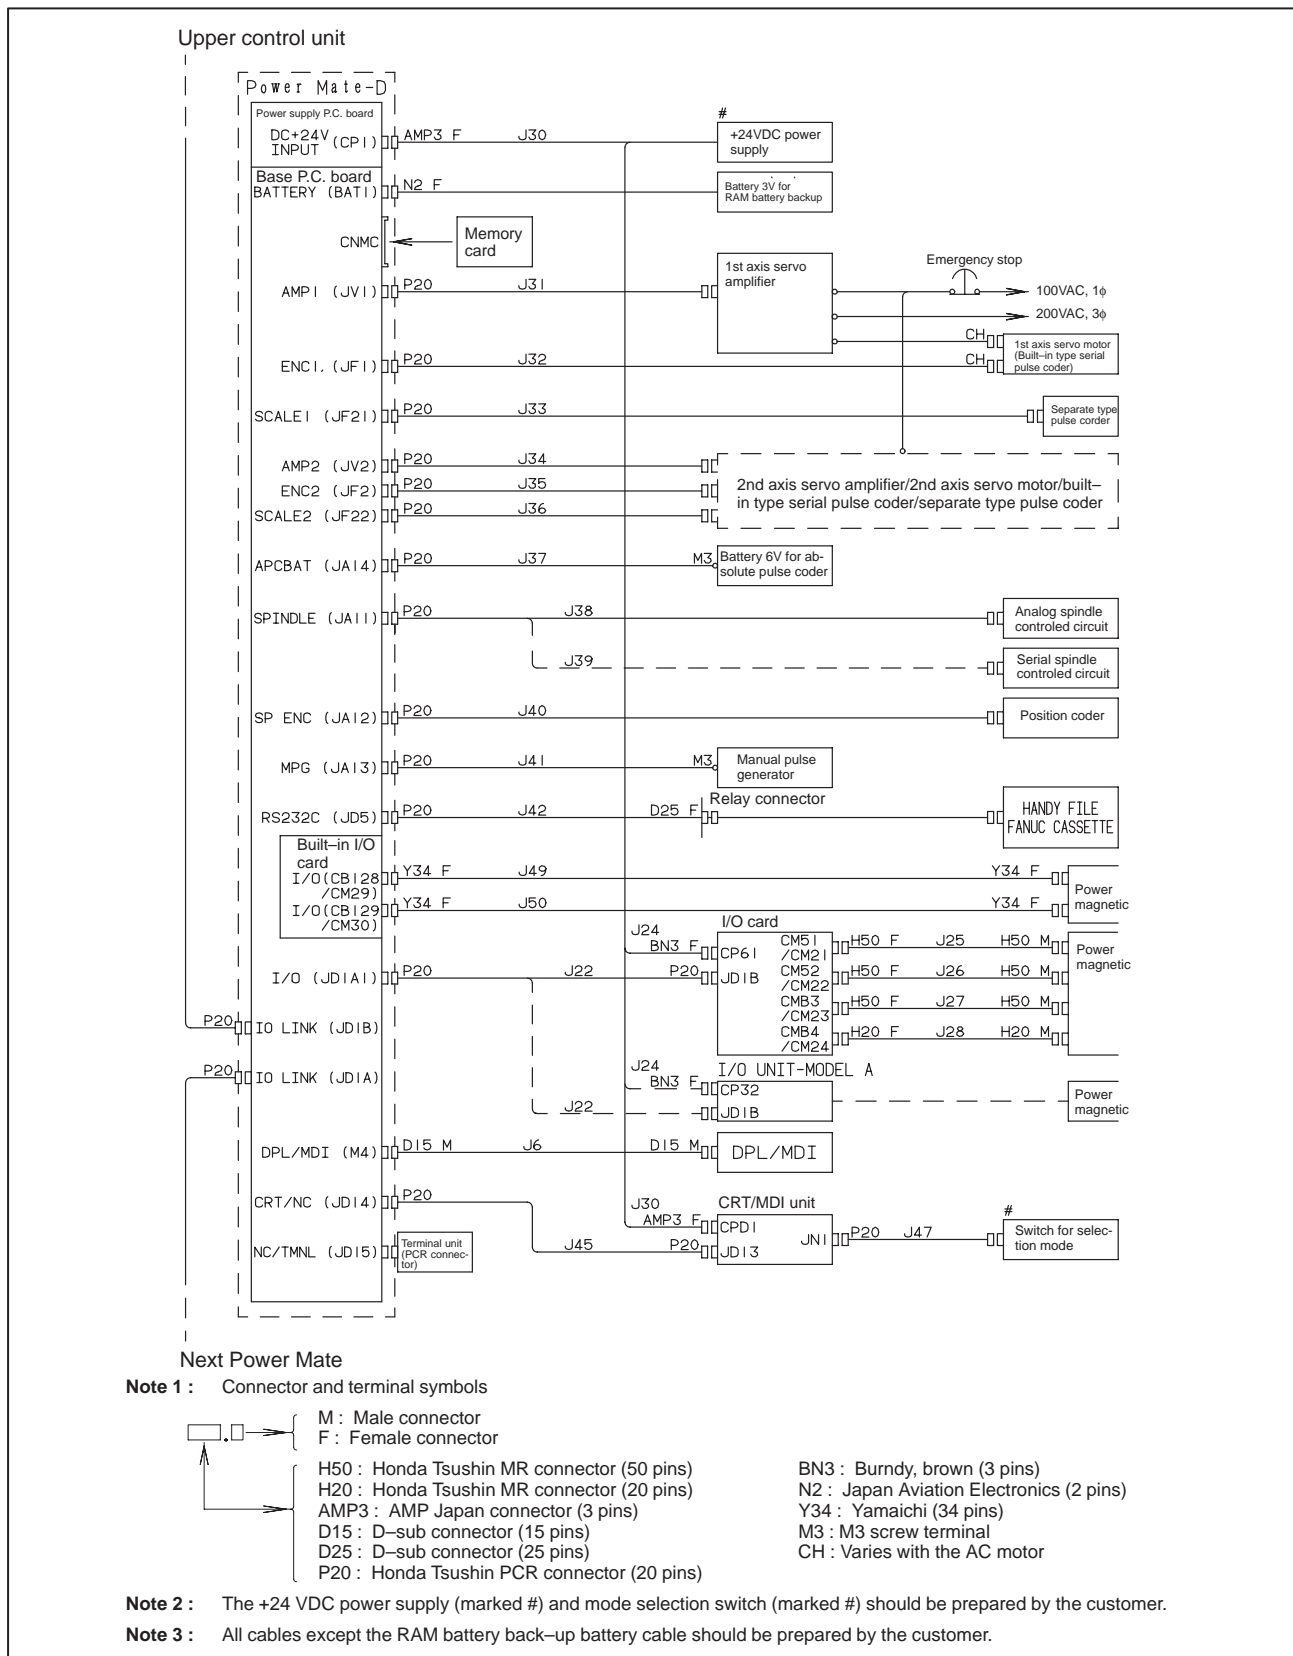 Upper control unit
Power Mate-D
Power supply P.C. board
DC+24V
INPUT (CP1) AMP3 F J30
#
+24VDC power
supply
Base P.C. board
BATTERY (BAT1) N2 F
Battery 3V for
RAM battery backup
CNMC
Memory
card
AMP1 (JV1) P20 J31
1st axis servo
amplifier
Emergency stop
100VAC, 1ϕ
200VAC, 3ϕ
CH
ENC1. (JF1) P20 J32 CH
1st axis servo motor
(Built–in type serial
pulse coder)
SCALE1 (JF21) P20 J33
Separate type
pulse corder
AMP2 (JV2) P20 J34
ENC2 (JF2) P20 J35
SCALE2 (JF22) P20 J36
2nd axis servo amplifier/2nd axis servo motor/built–
in type serial pulse coder/separate type pulse coder
APCBAT (JA14) P20 J37 M3
Battery 6V for ab-
solute pulse coder
SPINDLE (JA11) P20 J38
Analog spindle
controled circuit
J39
Serial spindle
controled circuit
SP ENC (JA12) P20 J40
Position coder
MPG (JA13) P20 J41 M3
Manual pulse
generator
RS232C (JD5) P20 J42 D25 F
Relay connector
HANDY FILE
FANUC CASSETTE
Built–in I/O
card
I/O(CB128
/CM29)
Y34 F J49 Y34 F
I/O(CB129
/CM30)
Y34 F J50 Y34 F
Power
magnetic
I/O card
J24
BN3 F CP61
I/O (JD1A1) P20 J22 P20 JD1B
CM51
/CM21
H50 F J25 H50 M
CM52
/CM22
H50 F J26 H50 M
CMB3
/CM23
H50 F J27 H50 M
CMB4
/CM24
H20 F J28 H20 M
Power
magnetic
P20 IO LINK (JD1B)
P20 IO LINK (JD1A)
I/O UNIT-MODEL A
J24
BN3 F CP32
J22 JD1B
Power
magnetic
DPL/MDI (M4) D15 M J6 D15 M DPL/MDI
CRT/NC (JD14) P20
J45 P20 JD13
CRT/MDI unit
J30
AMP3 F CPD1
JN1 P20 J47
#
Switch for selec-
tion mode
NC/TMNL (JD15)
Terminal unit
(PCR connec-
tor)
Next Power Mate
Note 1 : Connector and terminal symbols
M : Male connector
F : Female connector
H50 : Honda Tsushin MR connector (50 pins)
H20 : Honda Tsushin MR connector (20 pins)
AMP3 : AMP Japan connector (3 pins)
D15 : D–sub connector (15 pins)
D25 : D–sub connector (25 pins)
P20 : Honda Tsushin PCR connector (20 pins)
BN3 : Burndy, brown (3 pins)
N2 : Japan Aviation Electronics (2 pins)
Y34 : Yamaichi (34 pins)
M3 : M3 screw terminal
CH : Varies with the AC motor
Note 2 : The +24 VDC power supply (marked #) and mode selection switch (marked #) should be prepared by the customer.
Note 3 : All cables except the RAM battery back–up battery cable should be prepared by the customer.